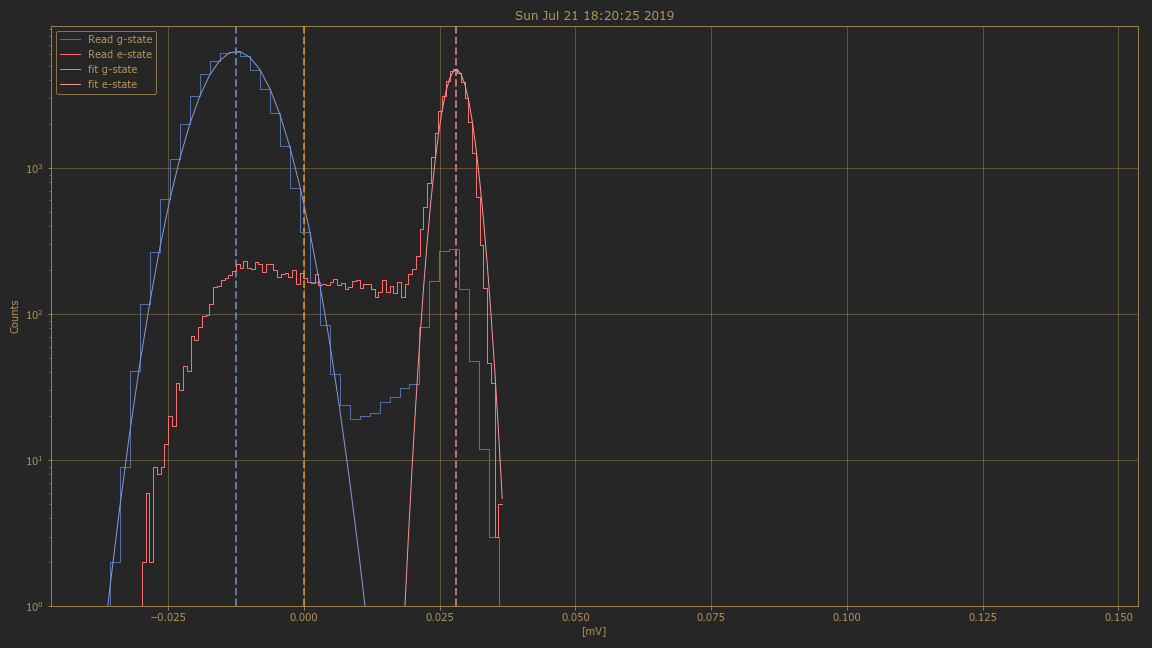 Sun Jul 21 18:20:25 2019
Read g-state
Read e-state
fit g-state
fit e-state
Counts
10³
10²
10¹
10⁰
−0.025 0.000 0.025 0.050 0.075 0.100 0.125 0.150
[mV]